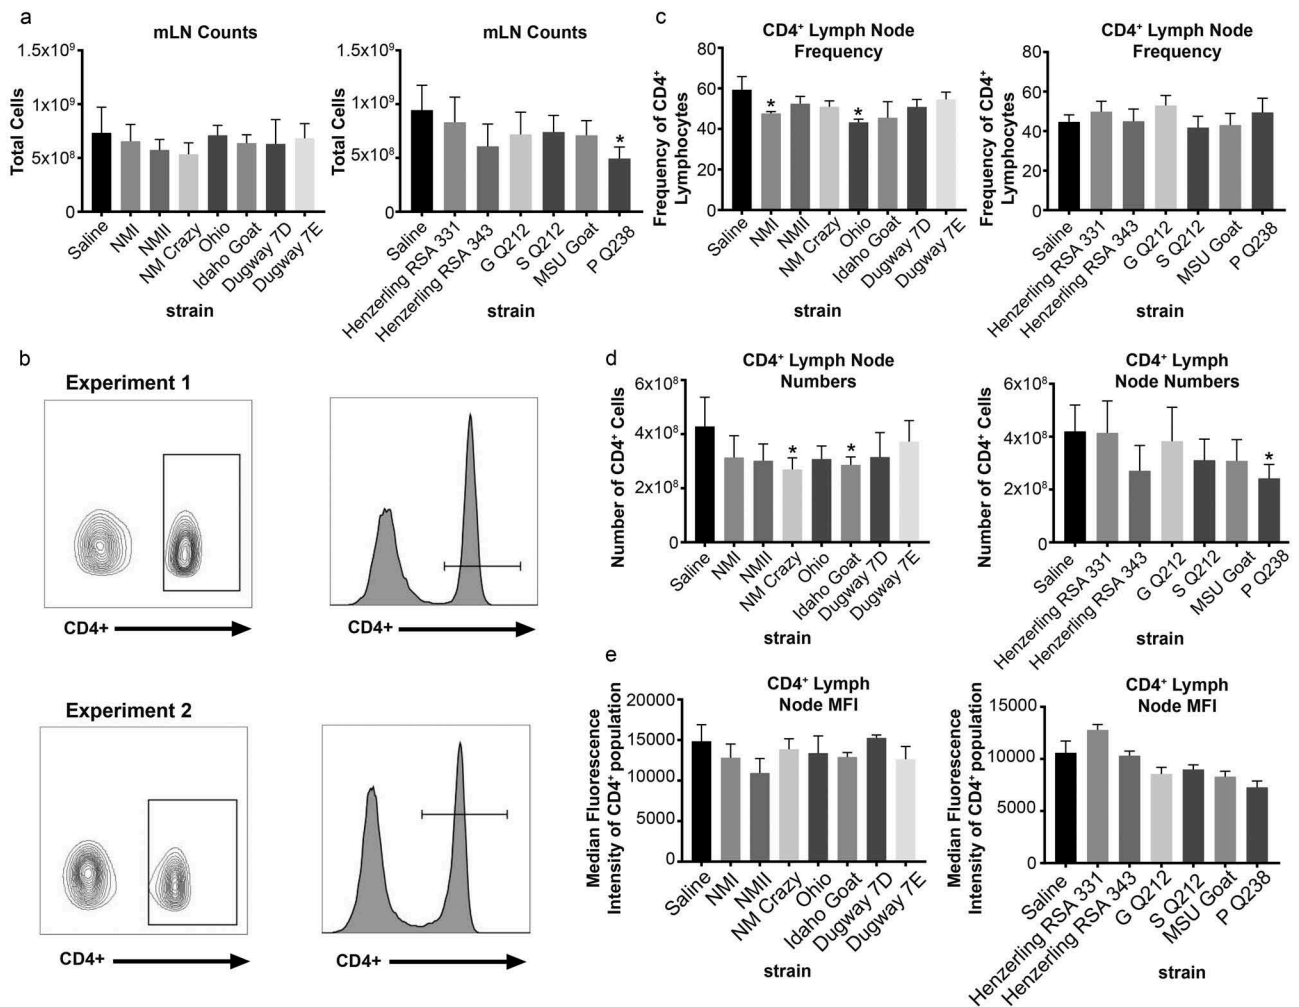 a
mLN Counts
Total Cells
1.5x10⁹
1x10⁹
5x10⁸
0
Saline
NMI
NMII
NM Crazy
Ohio
Idaho Goat
Dugway 7D
Dugway 7E
strain
mLN Counts
Total Cells
1.5x10⁹
1x10⁹
5x10⁸
0
*
Saline
Henzerling RSA 331
Henzerling RSA 343
G Q212
S Q212
MSU Goat
P Q238
strain
c
CD4⁺ Lymph Node
Frequency
Frequency of CD4⁺
Lymphocytes
80
60
40
20
0
*
*
Saline
NMI
NMII
NM Crazy
Ohio
Idaho Goat
Dugway 7D
Dugway 7E
strain
CD4⁺ Lymph Node
Frequency
Frequency of CD4⁺
Lymphocytes
80
60
40
20
0
Saline
Henzerling RSA 331
Henzerling RSA 343
G Q212
S Q212
MSU Goat
P Q238
strain
b
Experiment 1
CD4+
CD4+
Experiment 2
CD4+
CD4+
d
CD4⁺ Lymph Node
Numbers
Number of CD4⁺ Cells
6x10⁸
4x10⁸
2x10⁸
0
*
*
Saline
NMI
NMII
NM Crazy
Ohio
Idaho Goat
Dugway 7D
Dugway 7E
strain
CD4⁺ Lymph
Node Numbers
Number of CD4⁺ Cells
6x10⁸
4x10⁸
2x10⁸
0
*
Saline
Henzerling RSA 331
Henzerling RSA 343
G Q212
S Q212
MSU Goat
P Q238
strain
e
CD4⁺ Lymph
Node MFI
Median Fluorescence
Intensity of CD4⁺ population
20000
15000
10000
5000
0
Saline
NMI
NMII
NM Crazy
Ohio
Idaho Goat
Dugway 7D
Dugway 7E
strain
CD4⁺ Lymph
Node MFI
Median Fluorescence
Intensity of CD4⁺ population
15000
10000
5000
0
Saline
Henzerling RSA 331
Henzerling RSA 343
G Q212
S Q212
MSU Goat
P Q238
strain